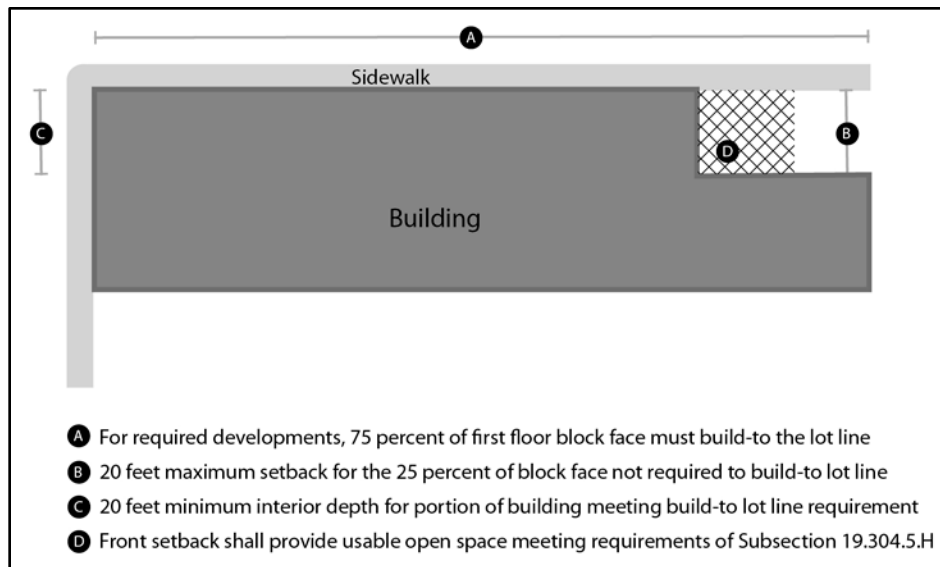 A
Sidewalk
C
B
D
Building
A For required developments, 75 percent of first floor block face must build-to the lot line
B 20 feet maximum setback for the 25 percent of block face not required to build-to lot line
C 20 feet minimum interior depth for portion of building meeting build-to lot line requirement
D Front setback shall provide usable open space meeting requirements of Subsection 19.304.5.H